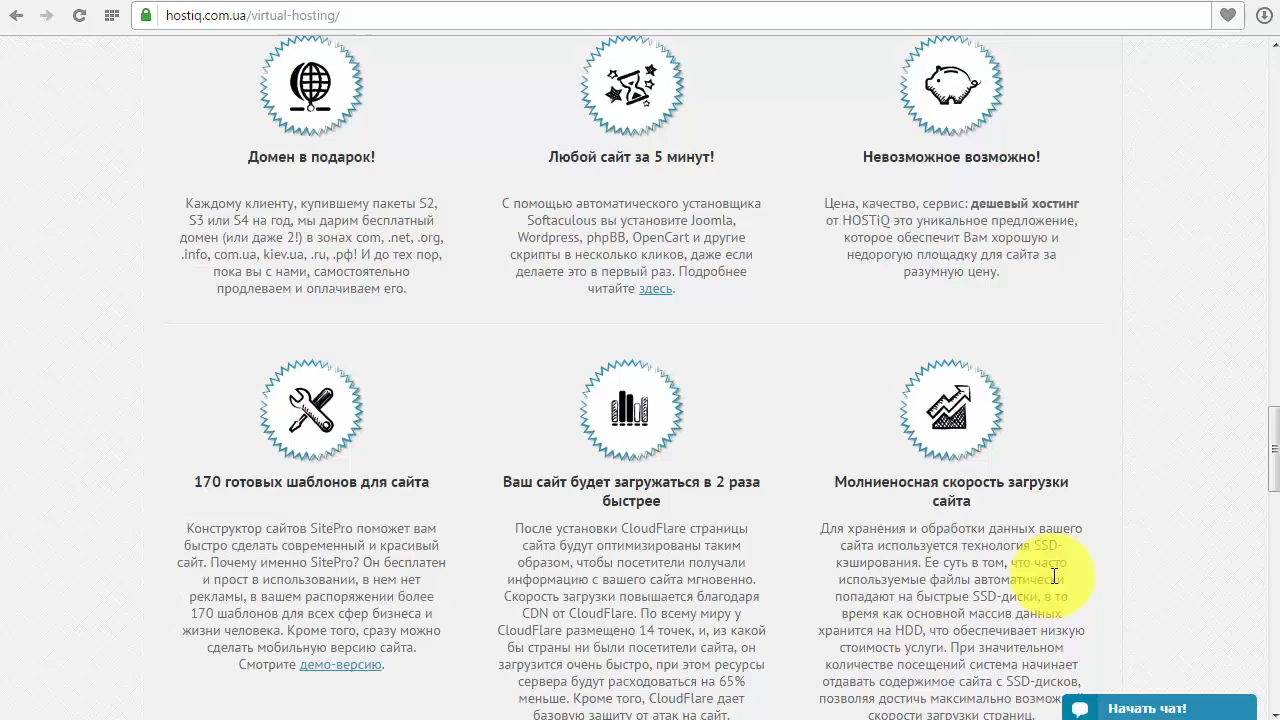 hostiq.com.ua/virtual-hosting/
Домен в подарок!
Каждому клиенту, купившему пакеты S2,
S3 или S4 на год, мы дарим бесплатный
домен (или даже 2!) в зонах com, .net, .org,
.info, com.ua, kiev.ua, .ru, .рф! И до тех пор,
пока вы с нами, самостоятельно
продлеваем и оплачиваем его.
Любой сайт за 5 минут!
С помощью автоматического установщика
Softaculous вы установите Joomla,
Wordpress, phpBB, OpenCart и другие
скрипты в несколько кликов, даже если
делаете это в первый раз. Подробнее
читайте здесь.
Невозможное возможно!
Цена, качество, сервис: дешевый хостинг
от HOSTiQ это уникальное предложение,
которое обеспечит Вам хорошую и
недорогую площадку для сайта за
разумную цену.
170 готовых шаблонов для сайта
Конструктор сайтов SitePro поможет вам
быстро сделать современный и красивый
сайт. Почему именно SitePro? Он бесплатен
и прост в использовании, в нем нет
рекламы, в вашем распоряжении более
170 шаблонов для всех сфер бизнеса и
жизни человека. Кроме того, сразу можно
сделать мобильную версию сайта.
Смотрите демо-версию.
Ваш сайт будет загружаться в 2 раза
быстрее
После установки CloudFlare страницы
сайта будут оптимизированы таким
образом, чтобы посетители получали
информацию с вашего сайта мгновенно.
Скорость загрузки повышается благодаря
CDN от CloudFlare. По всему миру у
CloudFlare размещено 14 точек, и, из какой
бы страны ни были посетители сайта, он
загрузится очень быстро, при этом ресурсы
сервера будут расходоваться на 65%
меньше. Кроме того, CloudFlare дает
базовую защиту от атак на сайт.
Молниеносная скорость загрузки
сайта
Для хранения и обработки данных вашего
сайта используется технология SSD-
кэширования. Ее суть в том, что часто
используемые файлы автоматически
попадают на быстрые SSD-диски, в то
время как основной массив данных
хранится на HDD, что обеспечивает низкую
стоимость услуги. При значительном
количестве посещений система начинает
отдавать содержимое сайта с SSD-дисков,
позволяя достичь максимально
скорости загрузки страниц.
Начать чат!